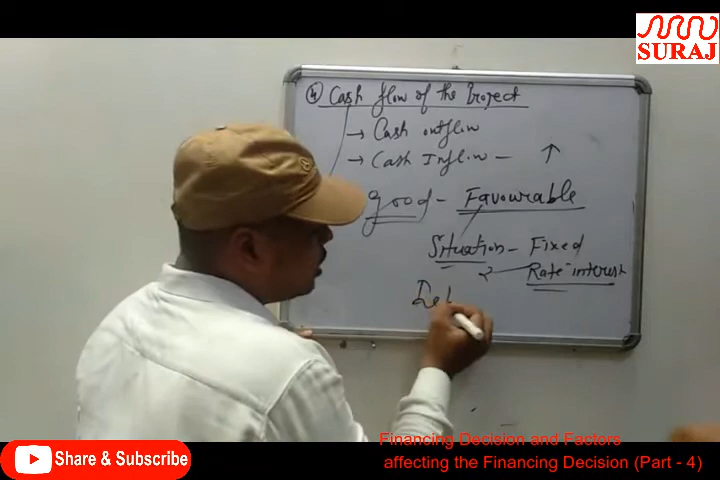 SURAJ
④ Cash flow of the Project
→ Cash outflow
→ Cash Inflow – ↑
good – Favourable
Situation – Fixed
Rate interest
Deb
Financing Decision and Factors
affecting the Financing Decision (Part - 4)
Share & Subscribe